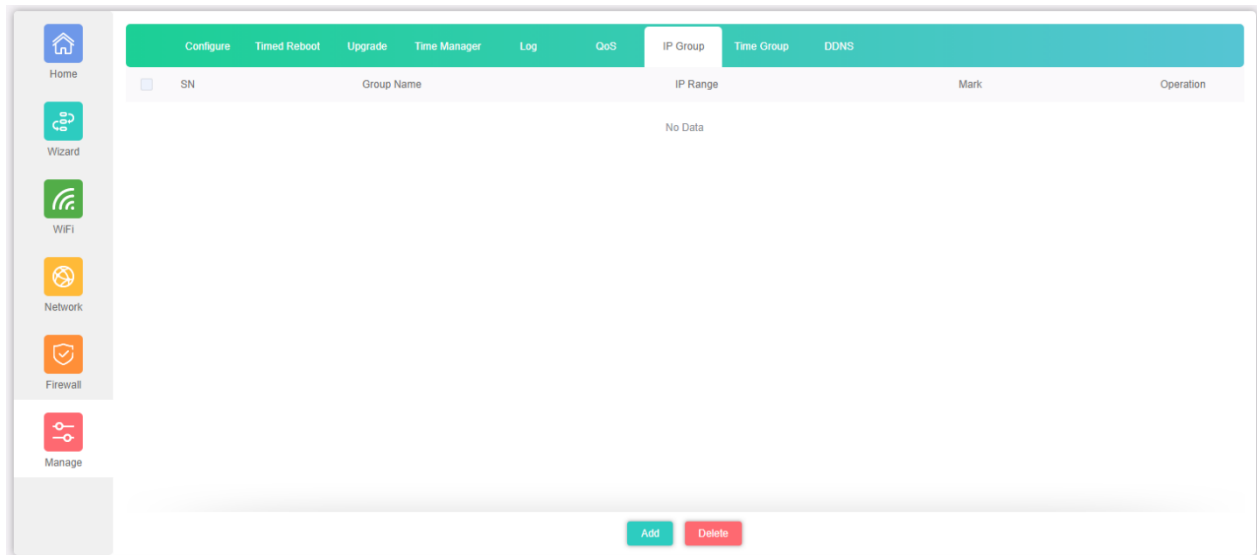 Home
Wizard
WiFi
Network
Firewall
Manage
Configure Timed Reboot Upgrade Time Manager Log QoS IP Group Time Group DDNS
SN Group Name IP Range Mark Operation
No Data
Add Delete